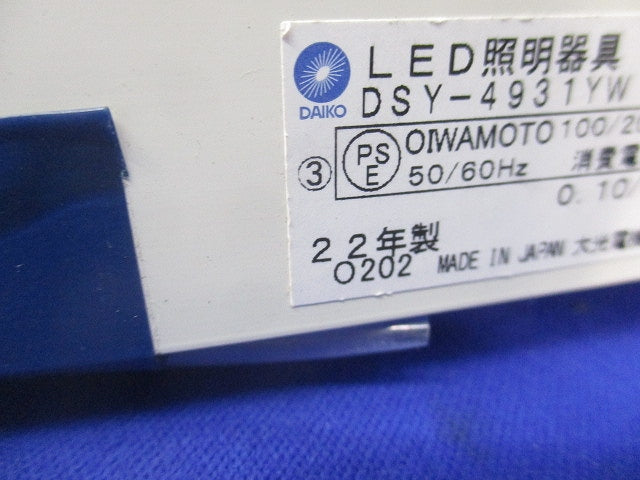 LED照明器具
DAIKO
DSY-4931YW
③
PS
E
OIWAMOTO 100/20
50/60Hz 消費電
0.10/
22年製
O202 MADE IN JAPAN 大光電機